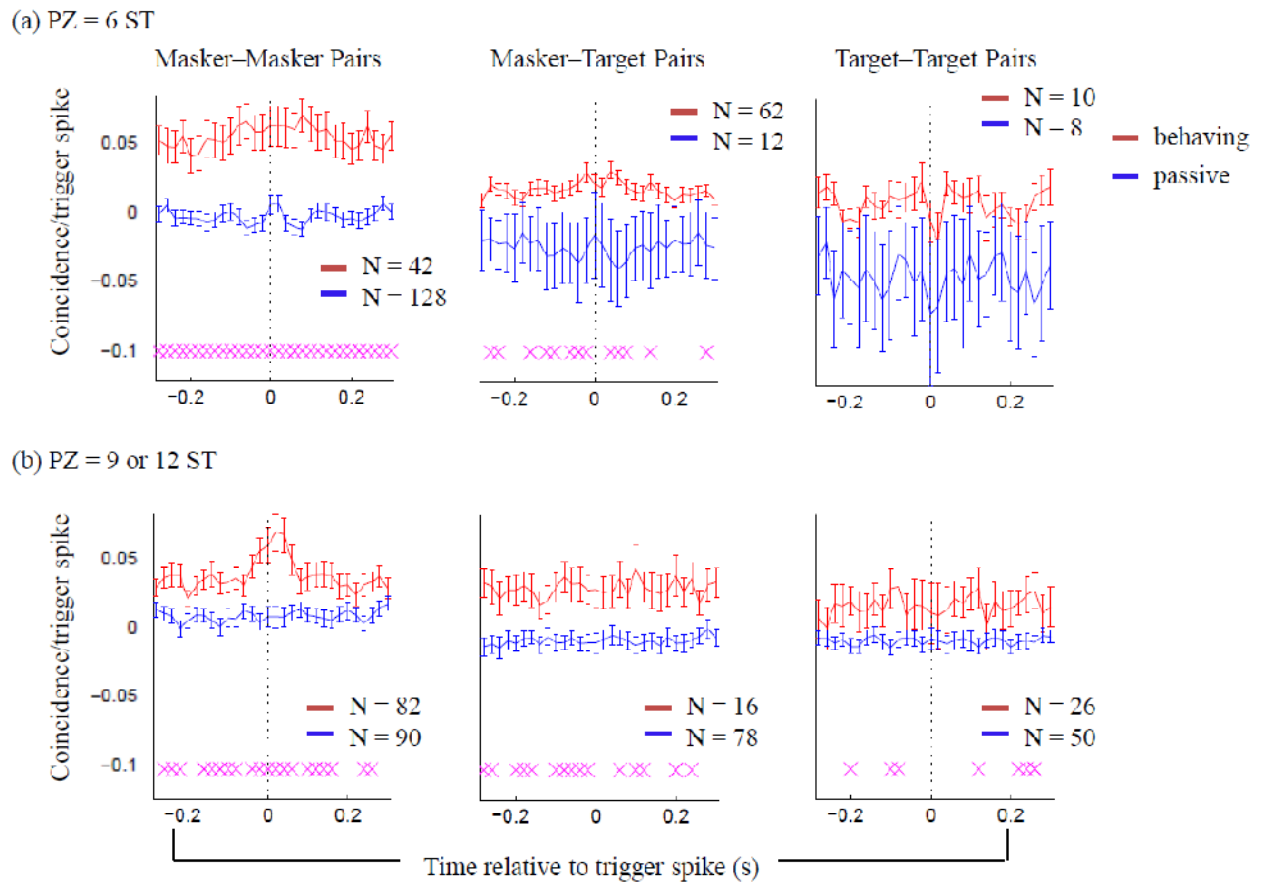 (a) PZ = 6 ST
Masker–Masker Pairs
Masker–Target Pairs
Target–Target Pairs
Coincidence/trigger spike
0.05
0
−0.05
−0.1
N = 42
N = 128
−0.2 0 0.2
N = 62
N = 12
−0.2 0 0.2
N = 10
N = 8
−0.2 0 0.2
behaving
passive
(b) PZ = 9 or 12 ST
Coincidence/trigger spike
0.05
0
−0.05
−0.1
N = 82
N = 90
−0.2 0 0.2
N = 16
N = 78
−0.2 0 0.2
N = 26
N = 50
−0.2 0 0.2
Time relative to trigger spike (s)